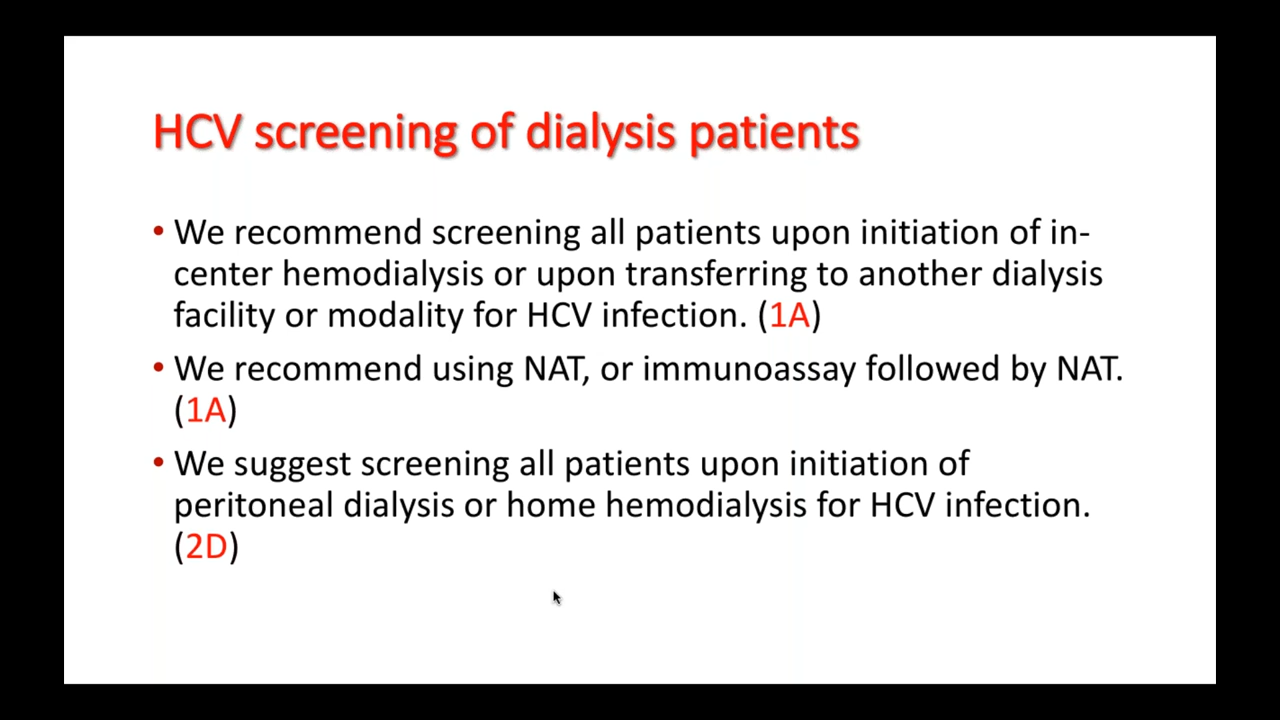 HCV screening of dialysis patients
• We recommend screening all patients upon initiation of in-
center hemodialysis or upon transferring to another dialysis
facility or modality for HCV infection. (1A)
• We recommend using NAT, or immunoassay followed by NAT.
(1A)
• We suggest screening all patients upon initiation of
peritoneal dialysis or home hemodialysis for HCV infection.
(2D)